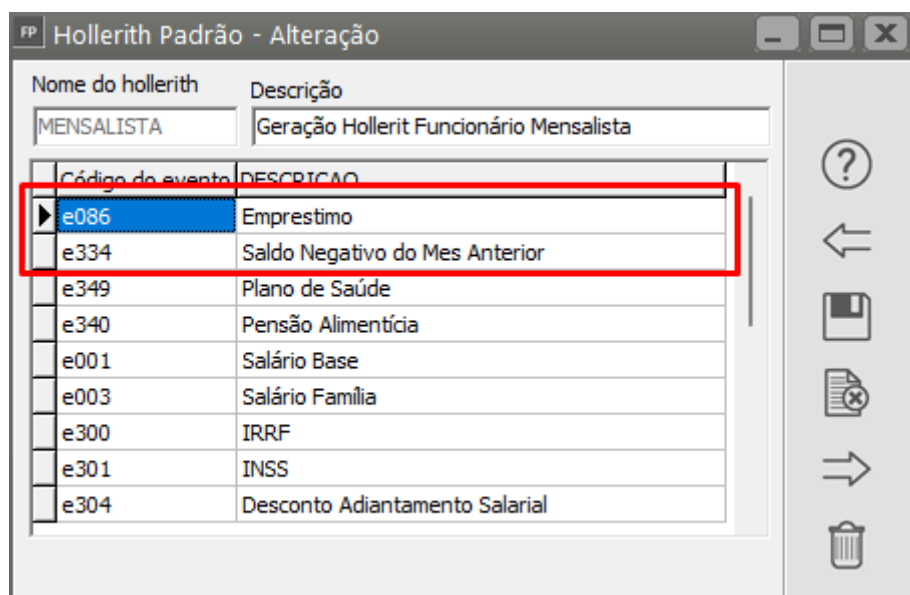 FP Hollerith Padrão - Alteração
Nome do hollerith Descrição
MENSALISTA Geração Hollerit Funcionário Mensalista
Código do evento DESCRICAO
e086 Emprestimo
e334 Saldo Negativo do Mes Anterior
e349 Plano de Saúde
e340 Pensão Alimentícia
e001 Salário Base
e003 Salário Família
e300 IRRF
e301 INSS
e304 Desconto Adiantamento Salarial